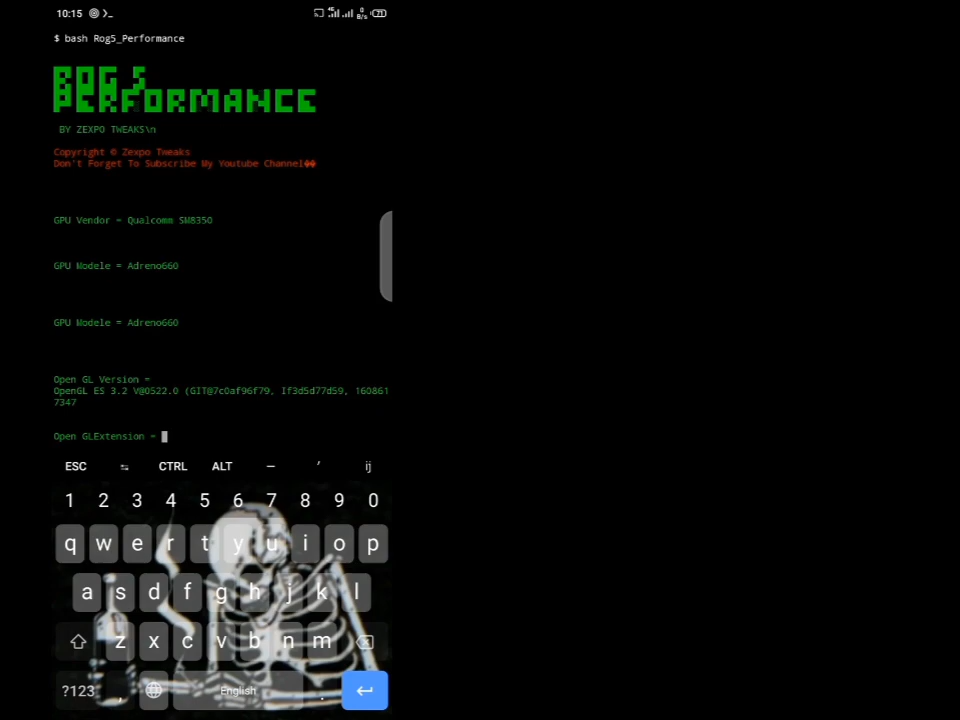 10:15
4G
0
B/s
71
$ bash Rog5_Performance
ROG 5
PERFORMANCE
BY ZEXPO TWEAKS\n
Copyright © Zexpo Tweaks
Don't Forget To Subscribe My Youtube Channel
GPU Vendor = Qualcomm SM8350
GPU Modele = Adreno660
GPU Modele = Adreno660
Open GL Version =
OpenGL ES 3.2 V@0522.0 (GIT@7c0af96f79, If3d5d77d59, 160861
7347
Open GLExtension =
ESC CTRL ALT – ′ ij
1 2 3 4 5 6 7 8 9 0
q w e r t y u i o p
a s d f g h j k l
z x c v b n m
?123 , English .